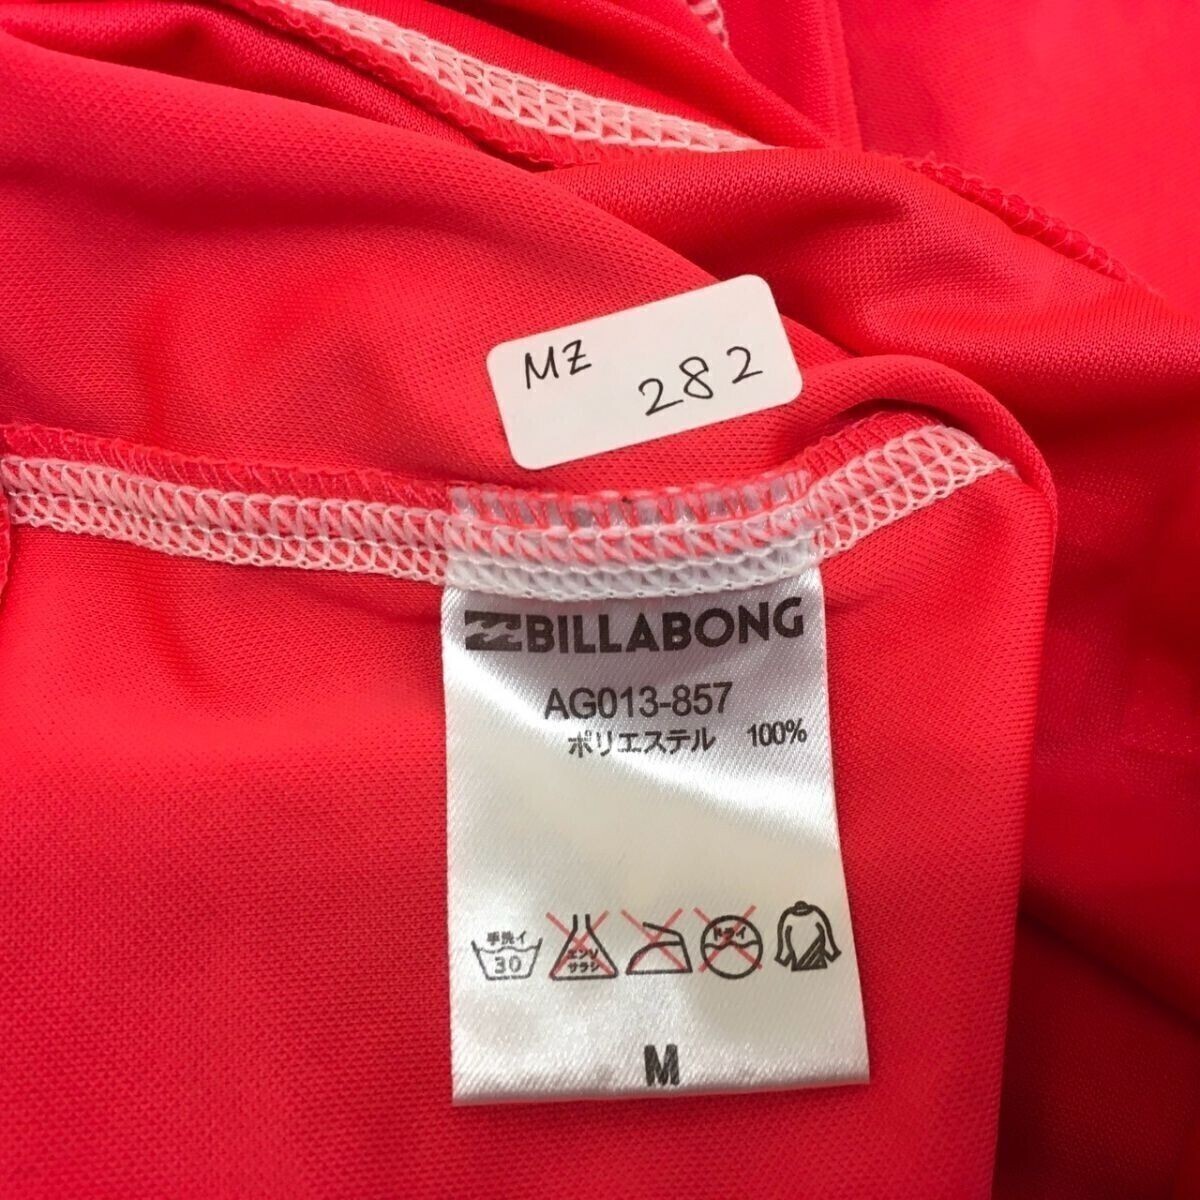 MZ
282
BILLABONG
AG013-857
ポリエステル 100%
手洗イ
30
エンソ
サラシ
ドライ
M